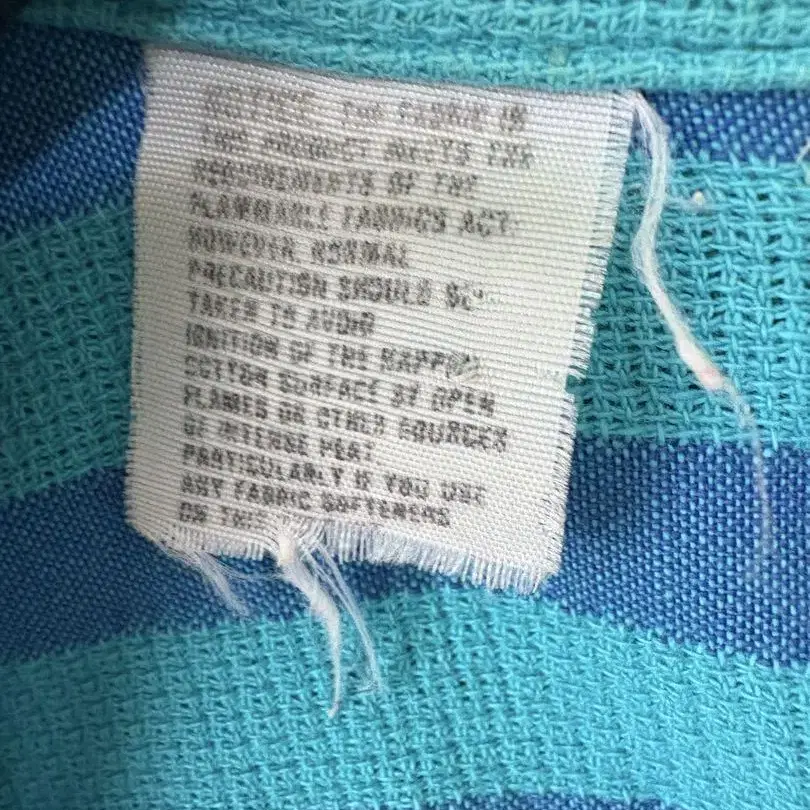 NOTICE: THE FABRIC IN
THIS PRODUCT MEETS THE
REQUIREMENTS OF THE
FLAMMABLE FABRICS ACT.
HOWEVER, NORMAL
PRECAUTION SHOULD BE
TAKEN TO AVOID
IGNITION OF THE NAPPED
COTTON SURFACE BY OPEN
FLAMES OR OTHER SOURCES
OF INTENSE HEAT
PARTICULARLY IF YOU USE
ANY FABRIC SOFTENERS
ON THIS